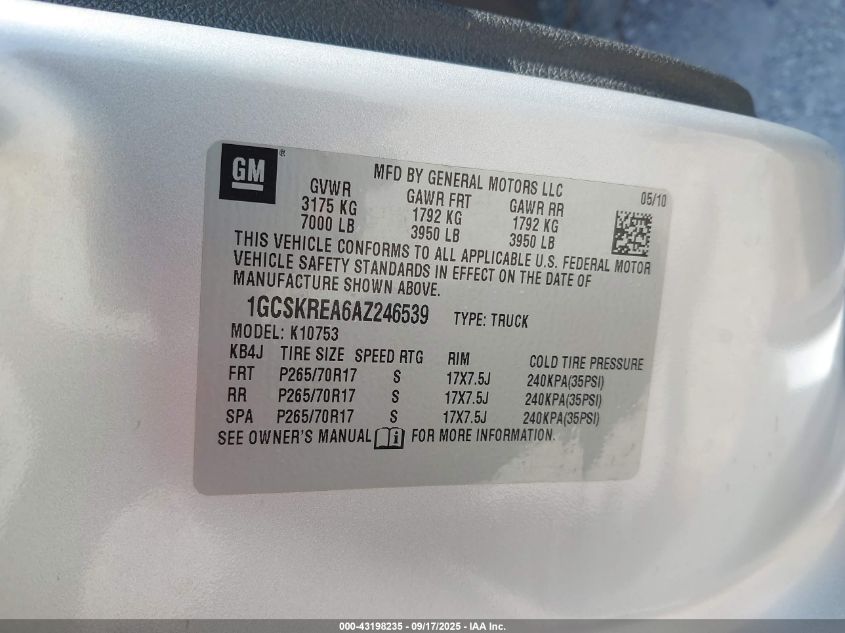 GM ®
MFD BY GENERAL MOTORS LLC
05/10
GVWR GAWR FRT GAWR RR
3175 KG 1792 KG 1792 KG
7000 LB 3950 LB 3950 LB
THIS VEHICLE CONFORMS TO ALL APPLICABLE U.S. FEDERAL MOTOR
VEHICLE SAFETY STANDARDS IN EFFECT ON THE DATE OF
MANUFACTURE SHOWN ABOVE.
1GCSKREA6AZ246539 TYPE: TRUCK
MODEL: K10753
KB4J TIRE SIZE SPEED RTG RIM COLD TIRE PRESSURE
FRT P265/70R17 S 17X7.5J 240KPA(35PSI)
RR P265/70R17 S 17X7.5J 240KPA(35PSI)
SPA P265/70R17 S 17X7.5J 240KPA(35PSI)
SEE OWNER'S MANUAL i FOR MORE INFORMATION.
000-43198235 - 09/17/2025 - IAA Inc.